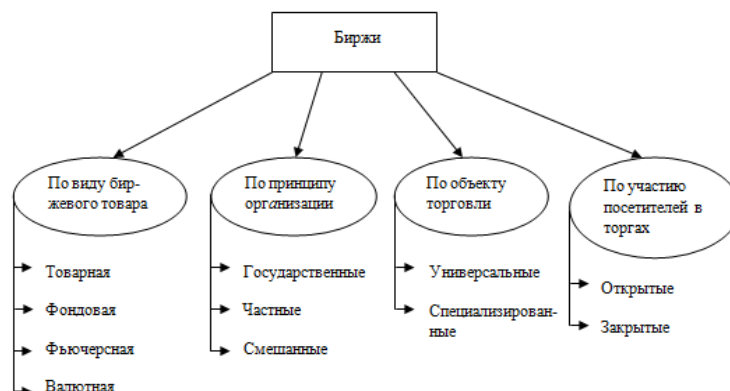 Биржи
По виду бир-
жевого товара
По принципу
организации
По объекту
торговли
По участию
посетителей в
торгах
Товарная
Фондовая
Фьючерсная
Валютная
Государственные
Частные
Смешанные
Универсальные
Специализирован-
ные
Открытые
Закрытые